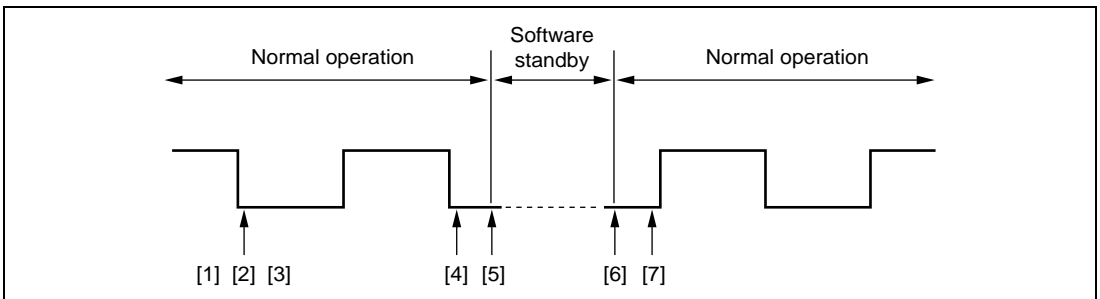 Software
standby
Normal operation
Normal operation
[1] [2] [3] [4] [5] [6] [7]